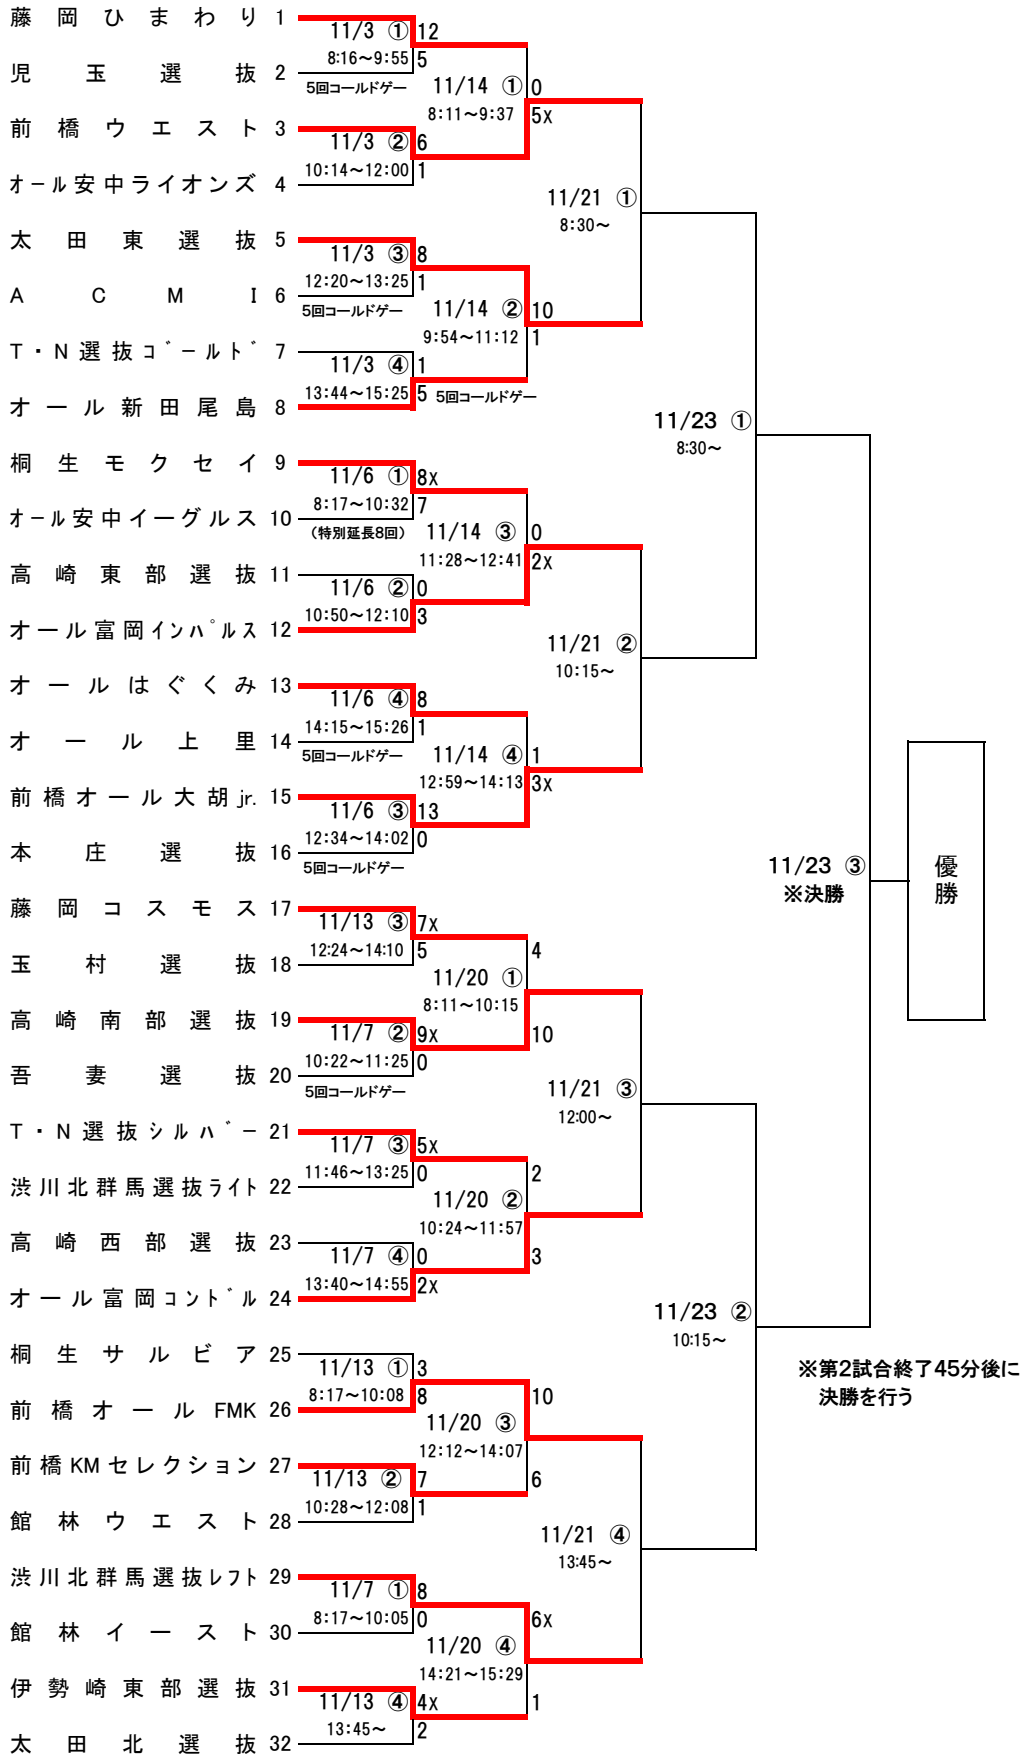 藤岡ひまわり 1
11/3 ① 12
8:16～9:55 5
児玉選抜 2
5回コールドゲー
11/14 ① 0
8:11～9:37 5x
前橋ウエスト 3
11/3 ② 6
10:14～12:00 1
オール安中ライオンズ 4
11/21 ①
8:30～
太田東選抜 5
11/3 ③ 8
12:20～13:25 1
ACMI 6
5回コールドゲー
11/14 ② 10
9:54～11:12 1
T・N選抜ゴールド 7
11/3 ④ 1
13:44～15:25 5
5回コールドゲー
オール新田尾島 8
11/23 ①
8:30～
桐生モクセイ 9
11/6 ① 8x
8:17～10:32 7
オール安中イーグルス 10
(特別延長8回)
11/14 ③ 0
11:28～12:41 2x
高崎東部選抜 11
11/6 ② 0
10:50～12:10 3
オール富岡インパルス 12
11/21 ②
10:15～
オールはぐくみ 13
11/6 ④ 8
14:15～15:26 1
オール上里 14
5回コールドゲー
11/14 ④ 1
12:59～14:13 3x
前橋オール大胡jr. 15
11/6 ③ 13
12:34～14:02 0
本庄選抜 16
5回コールドゲー
11/23 ③
※決勝
優勝
藤岡コスモス 17
11/13 ③ 7x
12:24～14:10 5
玉村選抜 18
4
11/20 ①
8:11～10:15
10
高崎南部選抜 19
11/7 ② 9x
10:22～11:25 0
吾妻選抜 20
5回コールドゲー
11/21 ③
12:00～
T・N選抜シルバー 21
11/7 ③ 5x
11:46～13:25 0
渋川北群馬選抜ライト 22
2
11/20 ②
10:24～11:57
3
高崎西部選抜 23
11/7 ④ 0
13:40～14:55 2x
オール富岡コンドル 24
11/23 ②
10:15～
桐生サルビア 25
11/13 ① 3
8:17～10:08 8
前橋オールFMK 26
10
11/20 ③
12:12～14:07
6
前橋KMセレクション 27
11/13 ② 7
10:28～12:08 1
館林ウエスト 28
※第2試合終了45分後に
決勝を行う
11/21 ④
13:45～
渋川北群馬選抜レフト 29
11/7 ① 8
8:17～10:05 0
館林イースト 30
6x
11/20 ④
14:21～15:29
1
伊勢崎東部選抜 31
11/13 ④ 4x
13:45～ 2
太田北選抜 32